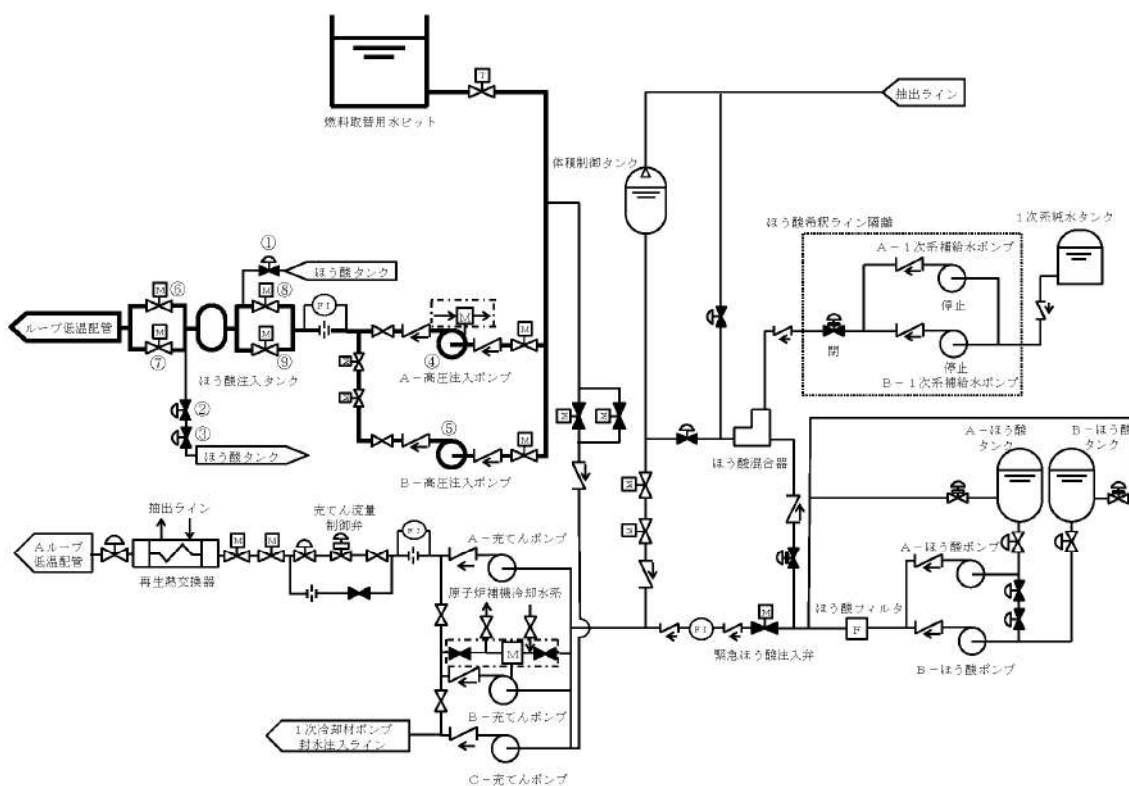 T
燃料取替用水ピット
抽出ライン
体積制御タンク
ほう酸希釈ライン隔離
1次系純水タンク
A-1次系補給水ポンプ
停止
閉
停止
B-1次系補給水ポンプ
①
ほう酸タンク
M
⑥
M
⑧
FI
M
ループ低温配管
M
④
M
⑦
M
⑨
ほう酸注入タンク
A-高圧注入ポンプ
M
M
②
⑤
M
③
ほう酸タンク
B-高圧注入ポンプ
M
M
ほう酸混合器
A-ほう酸
タンク
B-ほう酸
タンク
M
M
抽出ライン
充てん流量
制御弁
FI
Aループ
低温配管
M
M
再生熱交換器
A-充てんポンプ
原子炉補機冷却水系
M
B-充てんポンプ
1次冷却材ポンプ
封水注入ライン
C-充てんポンプ
FI
M
緊急ほう酸注入弁
ほう酸フィルタ
F
A-ほう酸ポンプ
B-ほう酸ポンプ